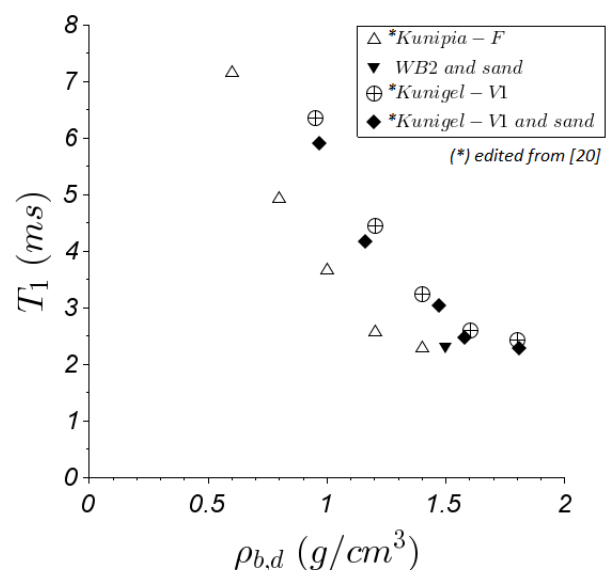 8
7
6
5
4
3
2
1
0
T₁ (ms)
0
0.5
1
1.5
2
ρ_{b,d} (g/cm³)
*Kunipia – F
WB2 and sand
*Kunigel – V1
*Kunigel – V1 and sand
(*) edited from [20]